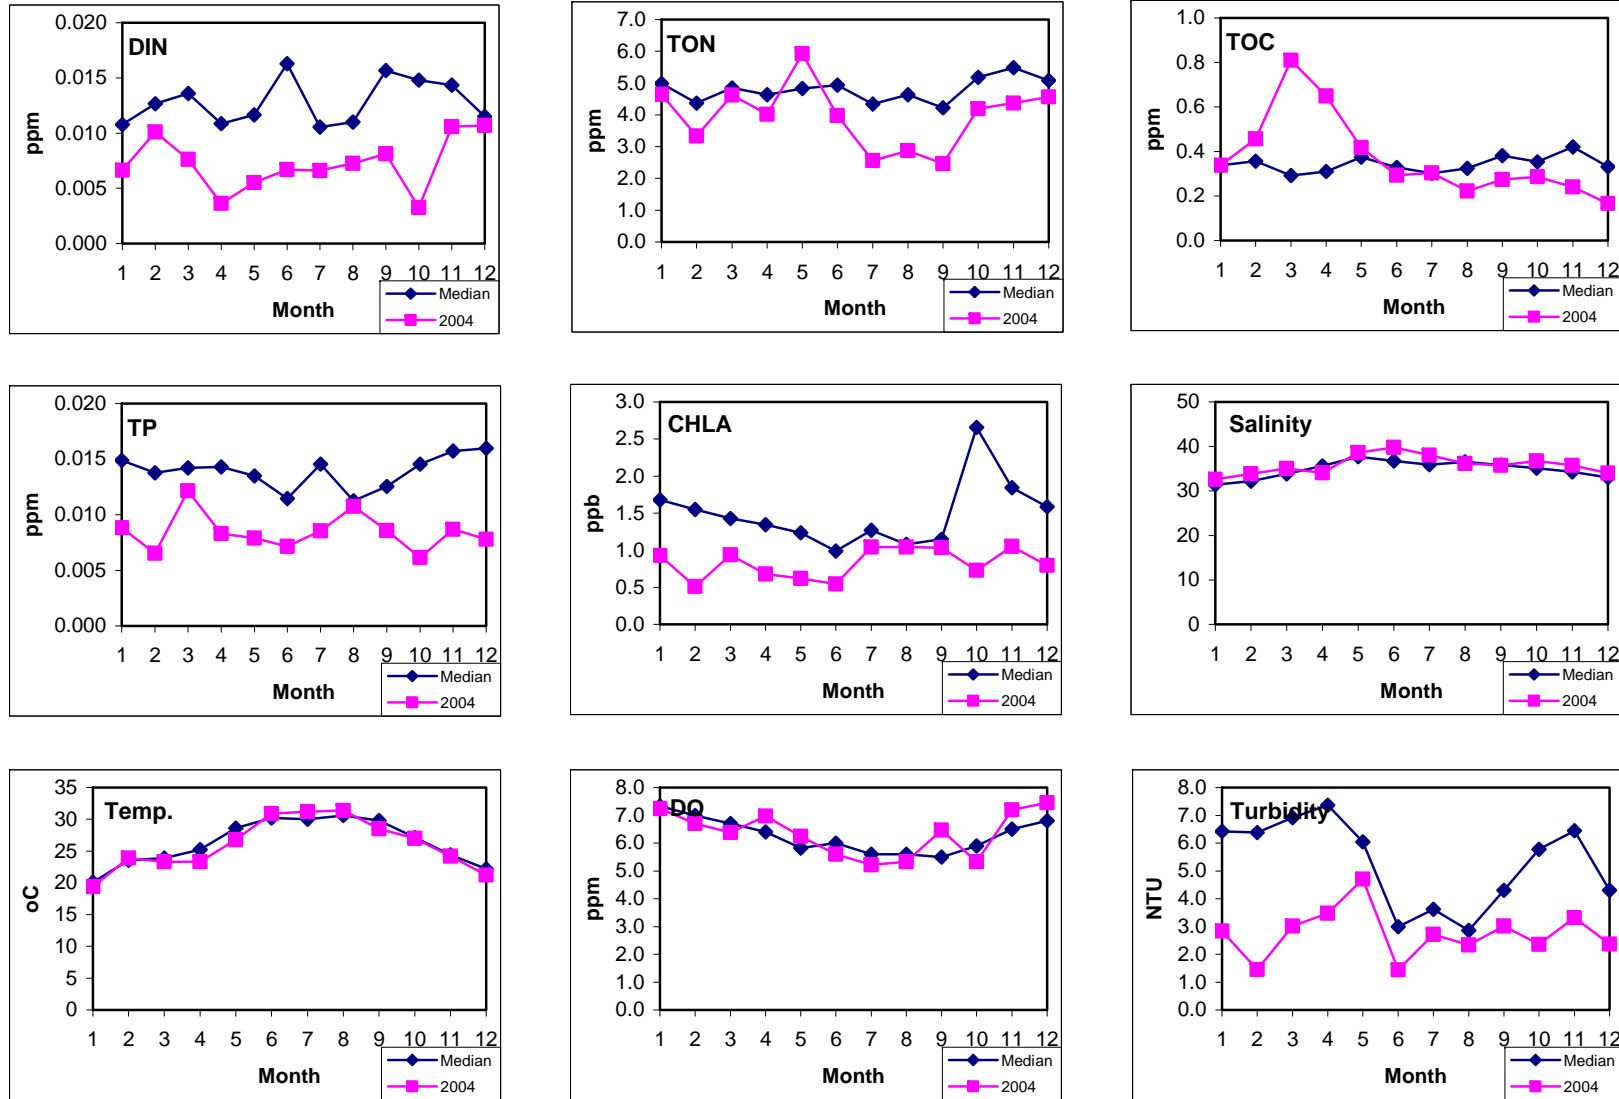 DIN
0.020
0.015
0.010
0.005
0.000
ppm
1 2 3 4 5 6 7 8 9 10 11 12
Month
Median
2004
TON
7.0
6.0
5.0
4.0
3.0
2.0
1.0
0.0
ppm
1 2 3 4 5 6 7 8 9 10 11 12
Month
Median
2004
TOC
1.0
0.8
0.6
0.4
0.2
0.0
ppm
1 2 3 4 5 6 7 8 9 10 11 12
Month
Median
2004
TP
0.020
0.015
0.010
0.005
0.000
ppm
1 2 3 4 5 6 7 8 9 10 11 12
Month
Median
2004
CHLA
3.0
2.5
2.0
1.5
1.0
0.5
0.0
ppb
1 2 3 4 5 6 7 8 9 10 11 12
Month
Median
2004
Salinity
50
40
30
20
10
0
1 2 3 4 5 6 7 8 9 10 11 12
Month
Median
2004
Temp.
35
30
25
20
15
10
5
0
oC
1 2 3 4 5 6 7 8 9 10 11 12
Month
Median
2004
DO
8.0
7.0
6.0
5.0
4.0
3.0
2.0
1.0
0.0
ppm
1 2 3 4 5 6 7 8 9 10 11 12
Month
Median
2004
Turbidity
8.0
7.0
6.0
5.0
4.0
3.0
2.0
1.0
0.0
NTU
1 2 3 4 5 6 7 8 9 10 11 12
Month
Median
2004